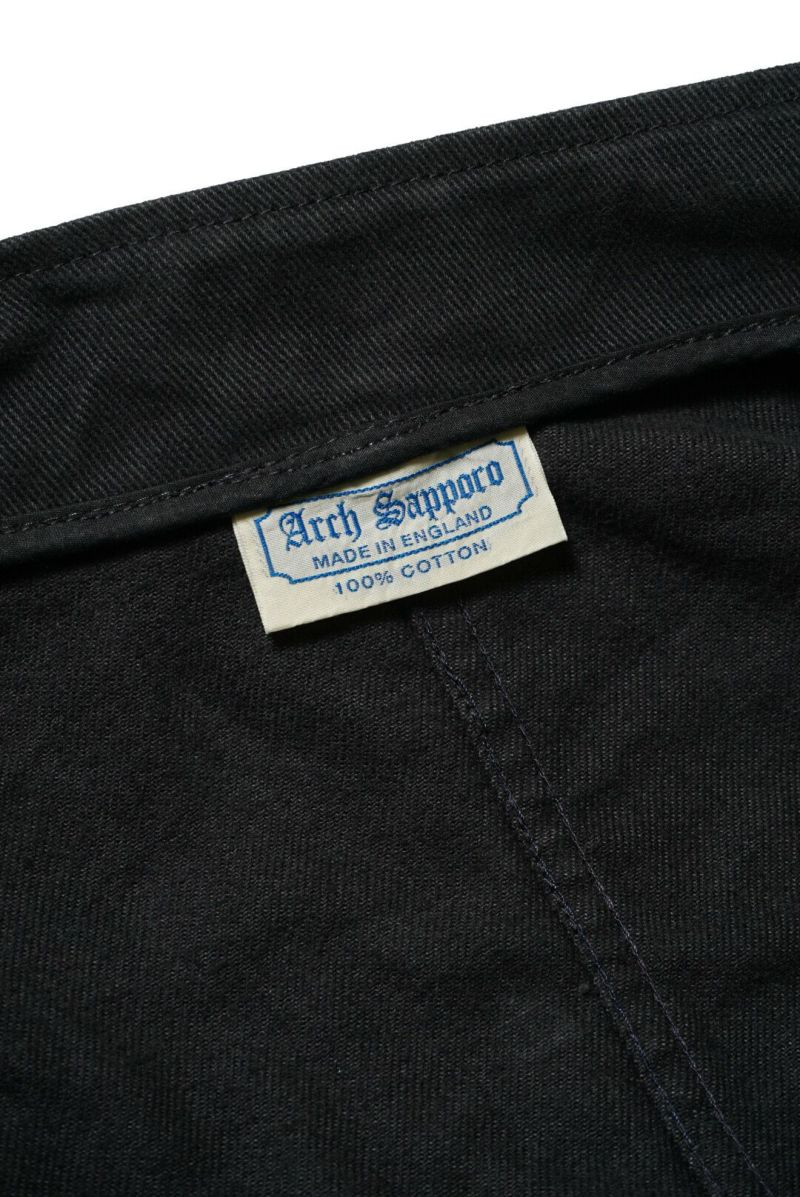 Arch Sapporo
MADE IN ENGLAND
100% COTTON